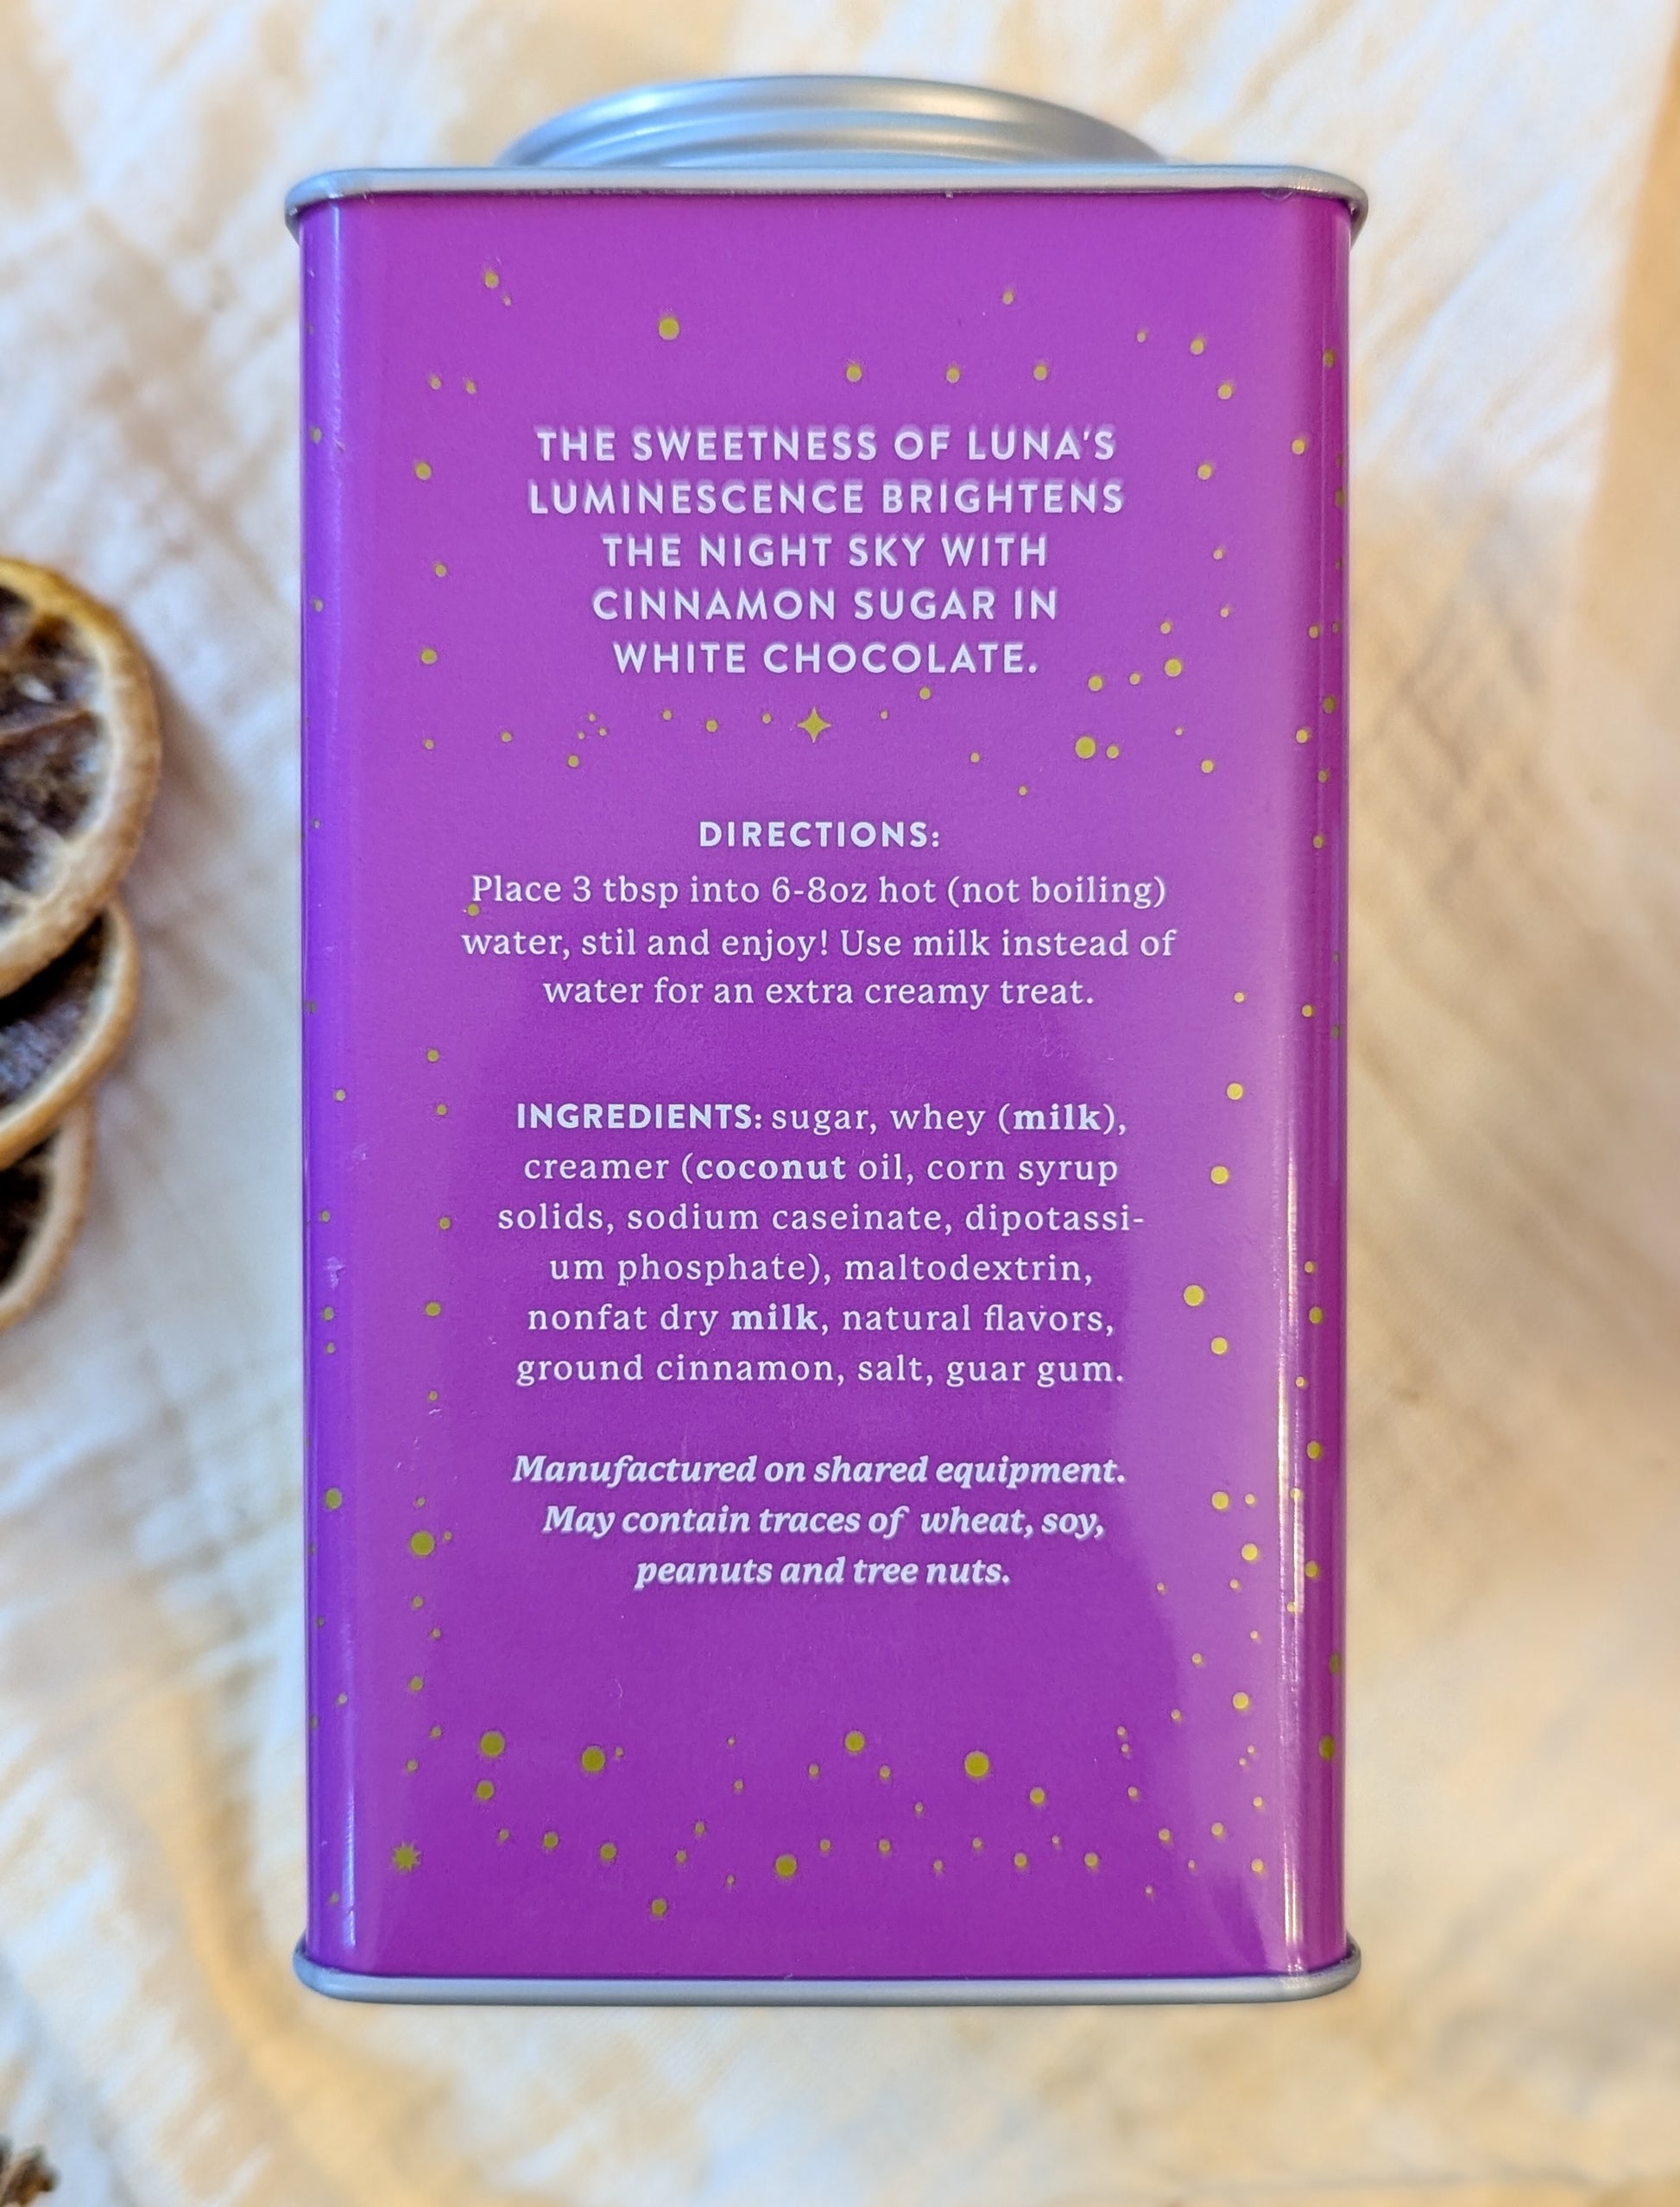 THE SWEETNESS OF LUNA'S
LUMINESCENCE BRIGHTENS
THE NIGHT SKY WITH
CINNAMON SUGAR IN
WHITE CHOCOLATE.
DIRECTIONS:
Place 3 tbsp into 6-8oz hot (not boiling)
water, stil and enjoy! Use milk instead of
water for an extra creamy treat.
INGREDIENTS: sugar, whey (milk),
creamer (coconut oil, corn syrup
solids, sodium caseinate, dipotassi-
um phosphate), maltodextrin,
nonfat dry milk, natural flavors,
ground cinnamon, salt, guar gum.
Manufactured on shared equipment.
May contain traces of wheat, soy,
peanuts and tree nuts.